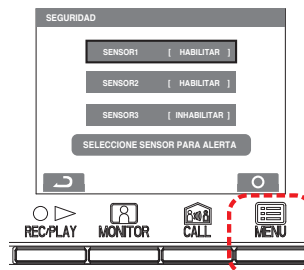 SEGURIDAD
SENSOR1 [ HABILITAR ]
SENSOR2 [ HABILITAR ]
SENSOR3 [ INHABILITAR ]
SELECCIONE SENSOR PARA ALERTA
REC/PLAY MONITOR CALL MENU